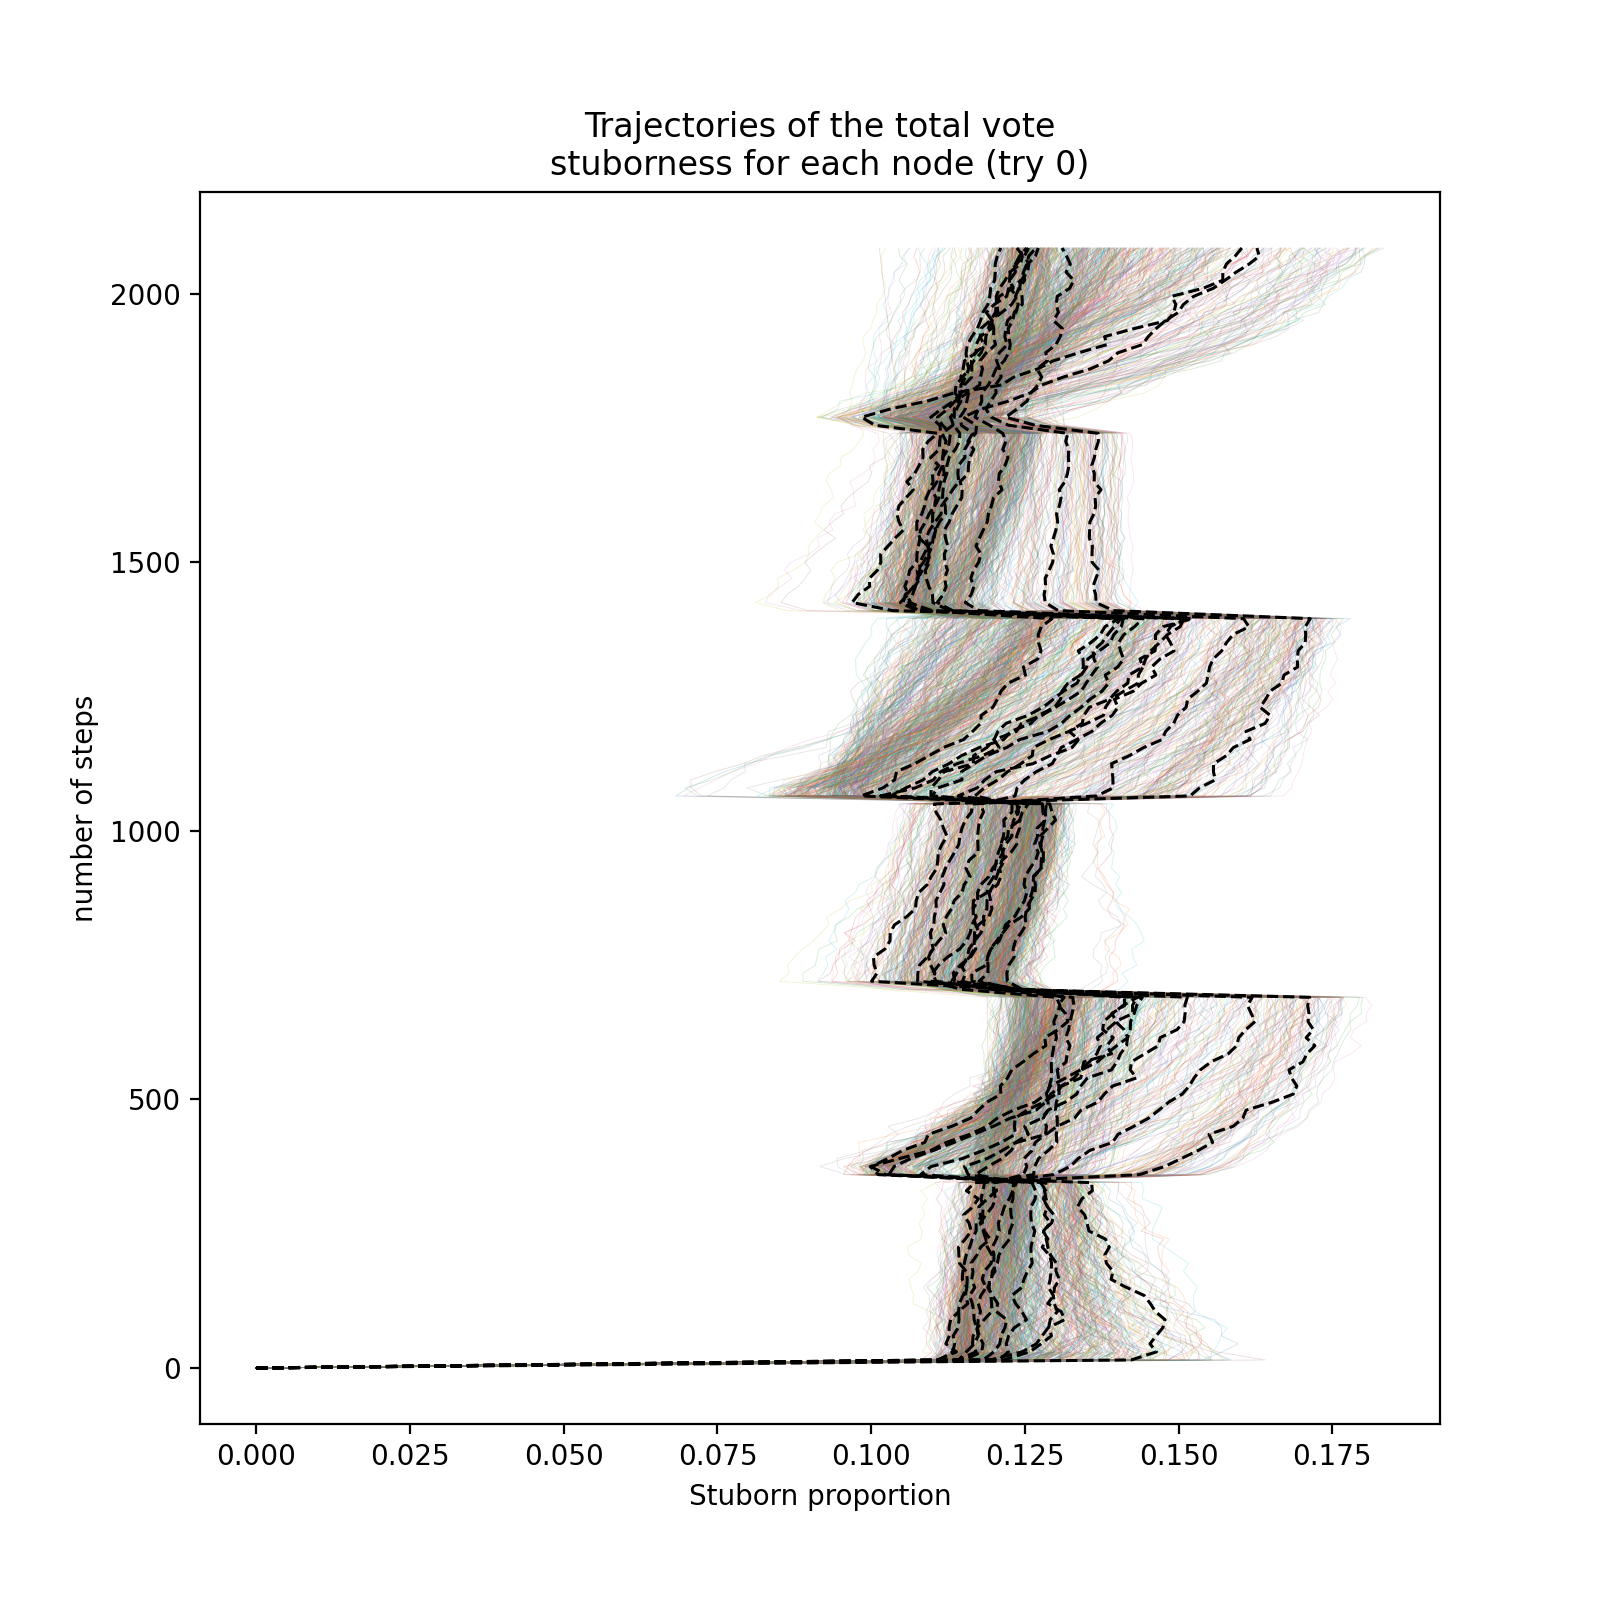 Trajectories of the total vote
stuborness for each node (try 0)
number of steps
2000
1500
1000
500
0
0.000 0.025 0.050 0.075 0.100 0.125 0.150 0.175
Stuborn proportion